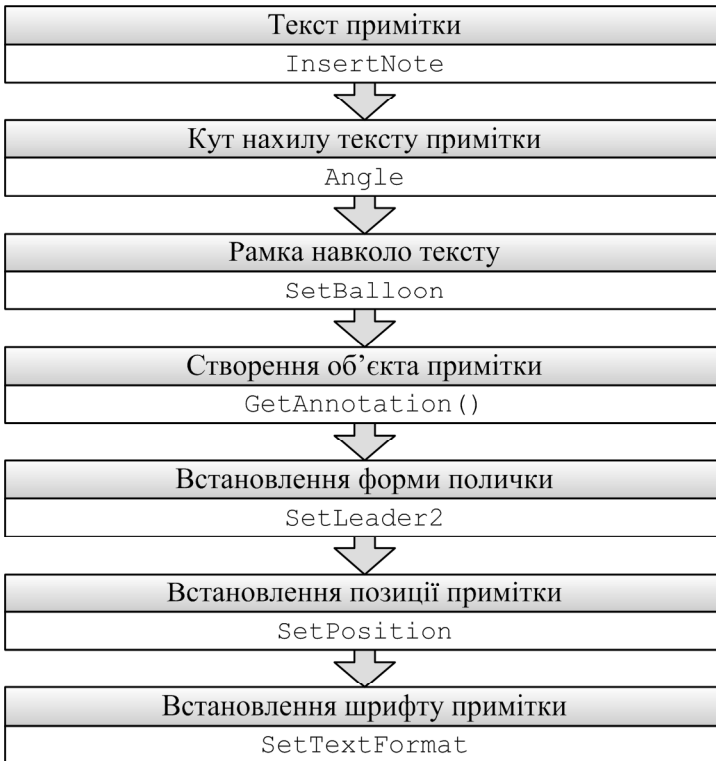 Текст примітки
InsertNote
Кут нахилу тексту примітки
Angle
Рамка навколо тексту
SetBalloon
Створення об’єкта примітки
GetAnnotation()
Встановлення форми полички
SetLeader2
Встановлення позиції примітки
SetPosition
Встановлення шрифту примітки
SetTextFormat